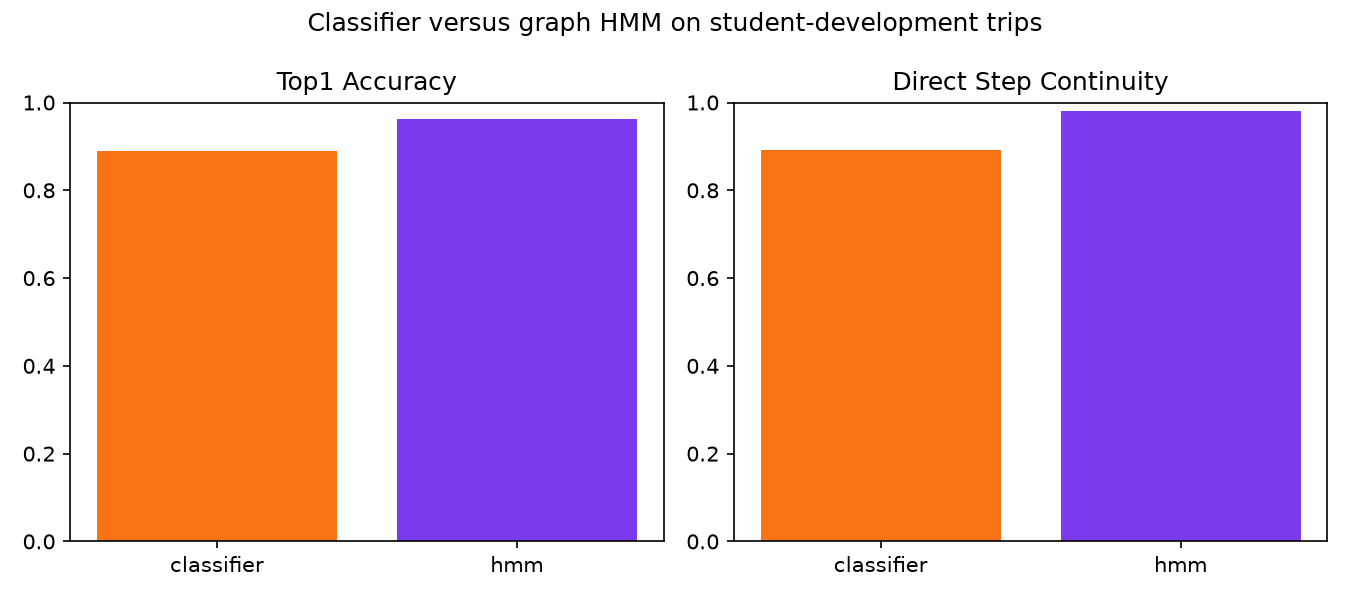 Classifier versus graph HMM on student-development trips
Top1 Accuracy
1.0
0.8
0.6
0.4
0.2
0.0
classifier hmm
Direct Step Continuity
1.0
0.8
0.6
0.4
0.2
0.0
classifier hmm